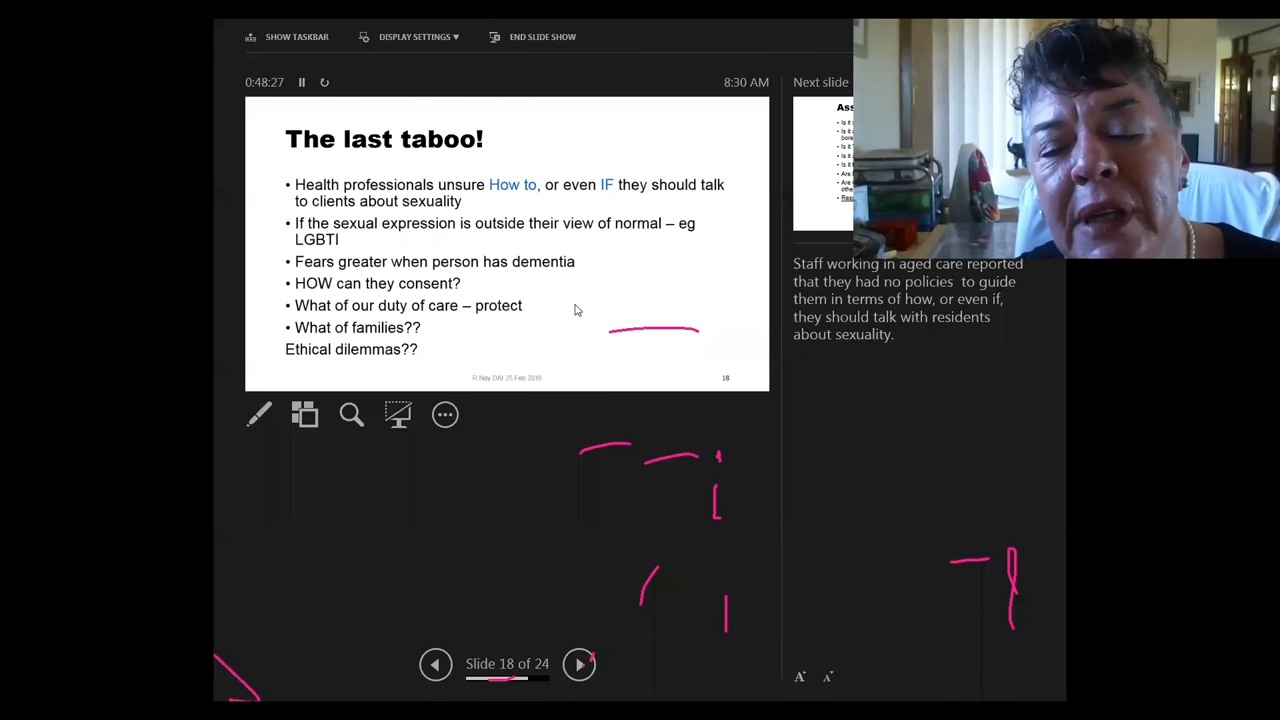 SHOW TASKBAR
DISPLAY SETTINGS ▼
END SLIDE SHOW
0:48:27
8:30 AM
The last taboo!
• Health professionals unsure How to, or even IF they should talk
to clients about sexuality
• If the sexual expression is outside their view of normal – eg
LGBTI
• Fears greater when person has dementia
• HOW can they consent?
• What of our duty of care – protect
• What of families??
Ethical dilemmas??
R.Nay DAI 25 Feb 2016
18
Next slide
Staff working in aged care reported
that they had no policies to guide
them in terms of how, or even if,
they should talk with residents
about sexuality.
Slide 18 of 24
A A